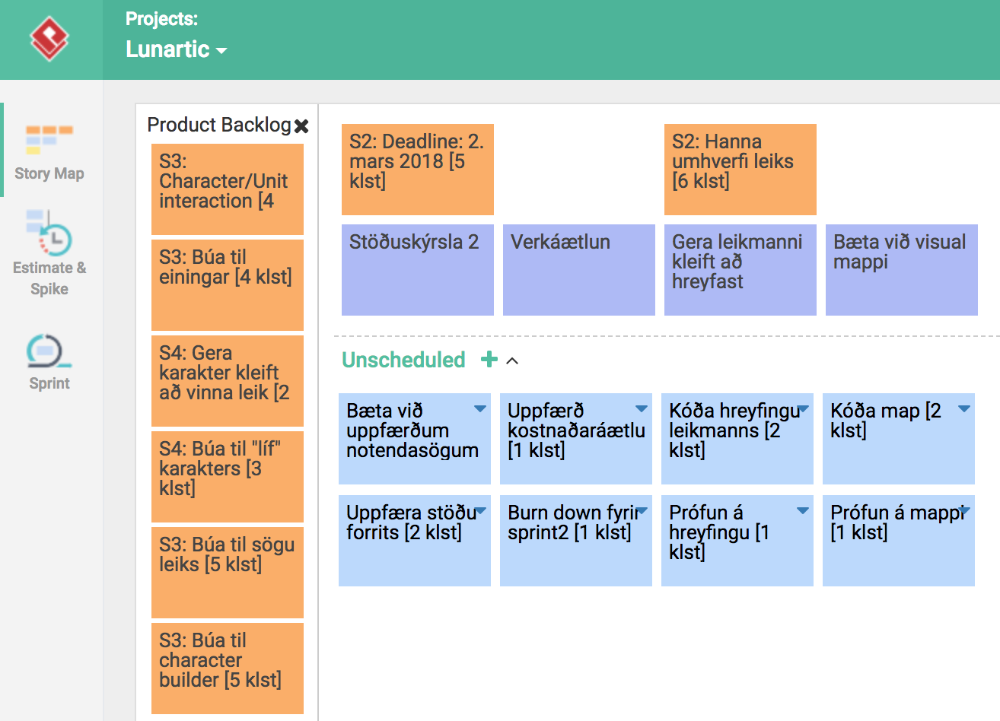 Projects:
Lunartic
Story Map
Estimate &
Spike
Sprint
Product Backlog
S3:
Character/Unit
interaction [4
S3: Búa til
einingar [4 klst]
S4: Gera
karakter kleift
að vinna leik [2
S4: Búa til "líf"
karakters [3
klst]
S3: Búa til sögu
leiks [5 klst]
S3: Búa til
character
builder [5 klst]
S2: Deadline: 2.
mars 2018 [5
klst]
S2: Hanna
umhverfi leiks
[6 klst]
Stöðuskýrsla 2
Verkáætlun
Gera leikmanni
kleift að
hreyfast
Bæta við visual
mappi
Unscheduled
Bæta við
uppfærðum
notendasögum
Uppfærð
kostnaðaráætlu
[1 klst]
Kóða hreyfingu
leikmanns [2
klst]
Kóða map [2
klst]
Uppfæra stöðu
forrits [2 klst]
Burn down fyrir
sprint2 [1 klst]
Prófun á
hreyfingu [1
klst]
Prófun á mappi
[1 klst]